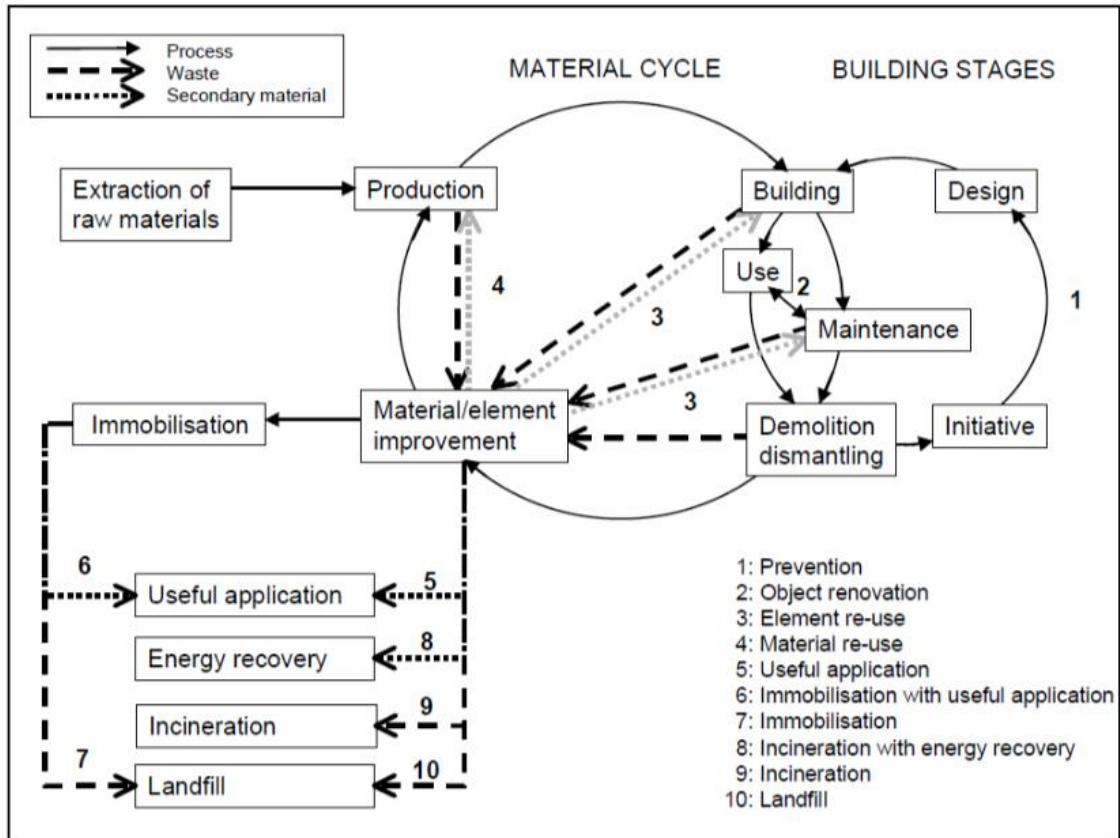 Process
Waste
Secondary material
MATERIAL CYCLE
BUILDING STAGES
Extraction of
raw materials
Production
Building
Design
Use
2
4
3
1
Maintenance
3
Immobilisation
Material/element
improvement
Demolition
dismantling
Initiative
6
Useful application
5
Energy recovery
8
Incineration
9
7
Landfill
10
1: Prevention
2: Object renovation
3: Element re-use
4: Material re-use
5: Useful application
6: Immobilisation with useful application
7: Immobilisation
8: Incineration with energy recovery
9: Incineration
10: Landfill